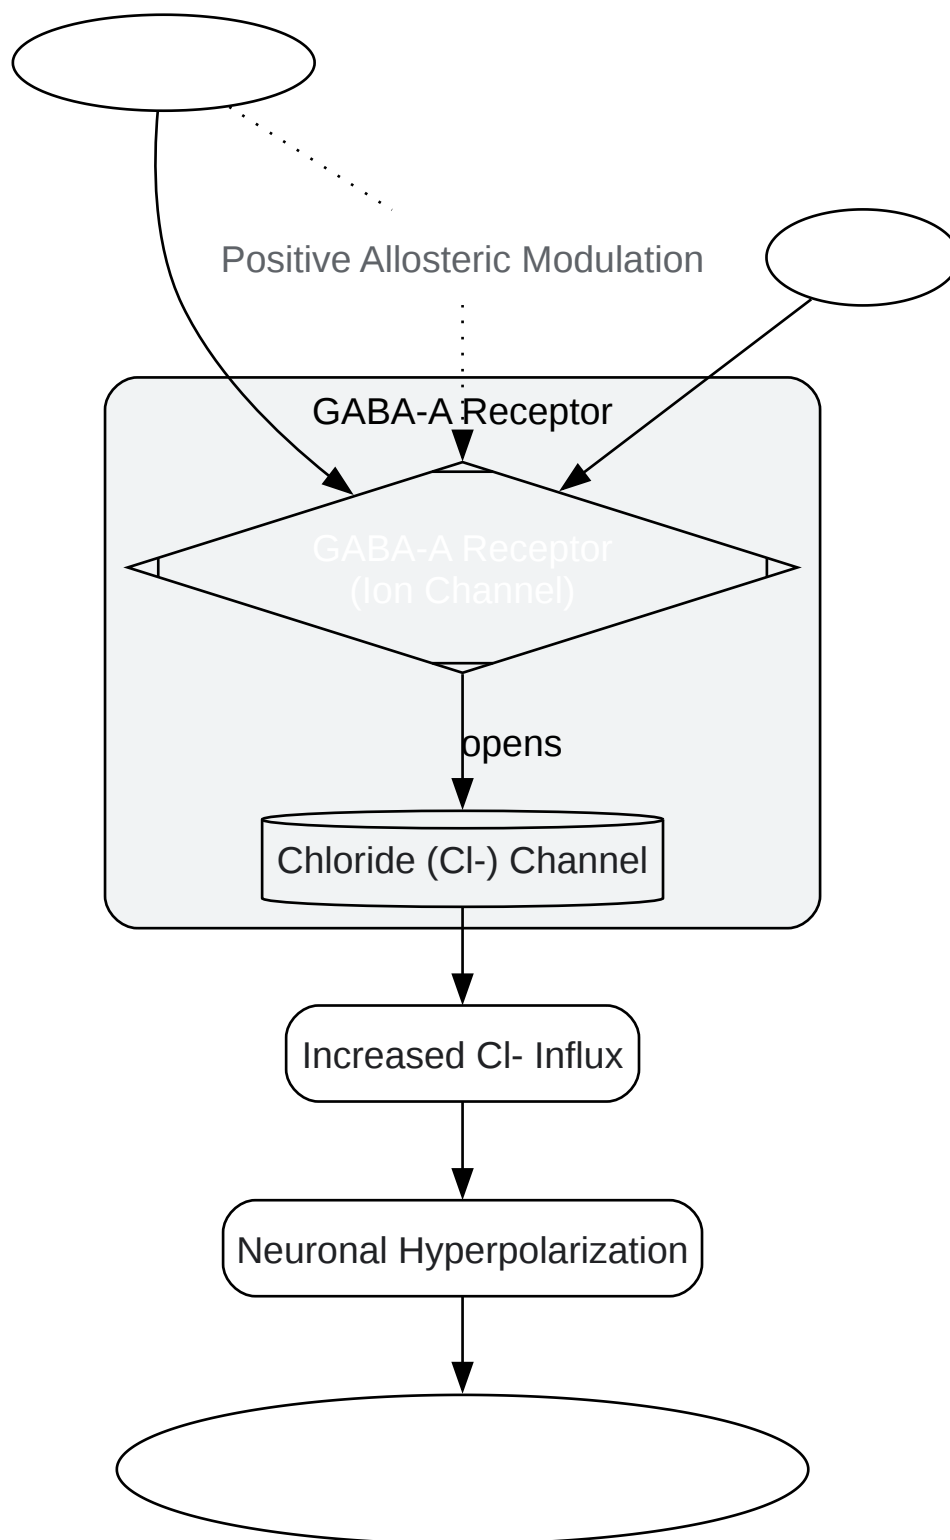 Positive Allosteric Modulation
GABA-A Receptor
GABA-A Receptor
(Ion Channel)
opens
Chloride (Cl-) Channel
Increased Cl- Influx
Neuronal Hyperpolarization